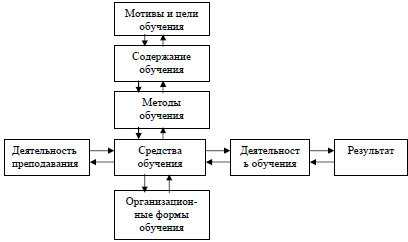 Мотивы и цели
обучения
Содержание
обучения
Методы
обучения
Деятельность
преподавания
Средства
обучения
Деятельност
ь обучения
Результат
Организацион-
ные формы
обучения